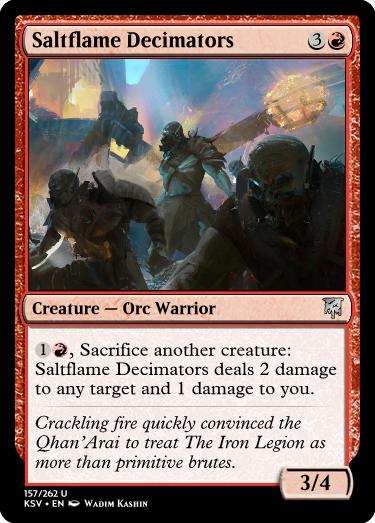 Saltflame Decimators 3
Creature — Orc Warrior
1, Sacrifice another creature:
Saltflame Decimators deals 2 damage
to any target and 1 damage to you.
Crackling fire quickly convinced the
Qhan'Arai to treat The Iron Legion as
more than primitive brutes.
3/4
157/262 U
KSV • EN Wadim Kashin